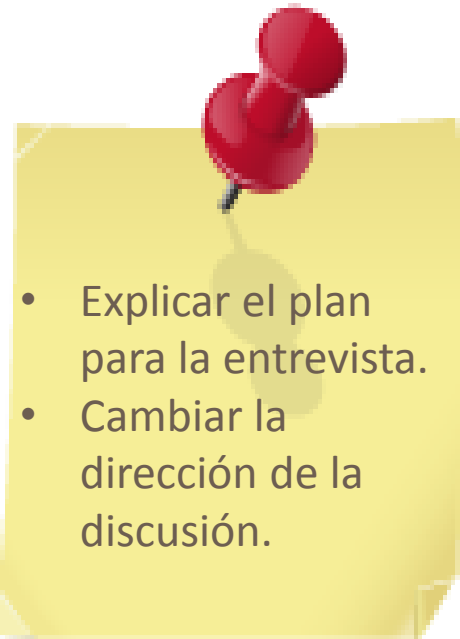 • Explicar el plan
para la entrevista.
• Cambiar la
dirección de la
discusión.